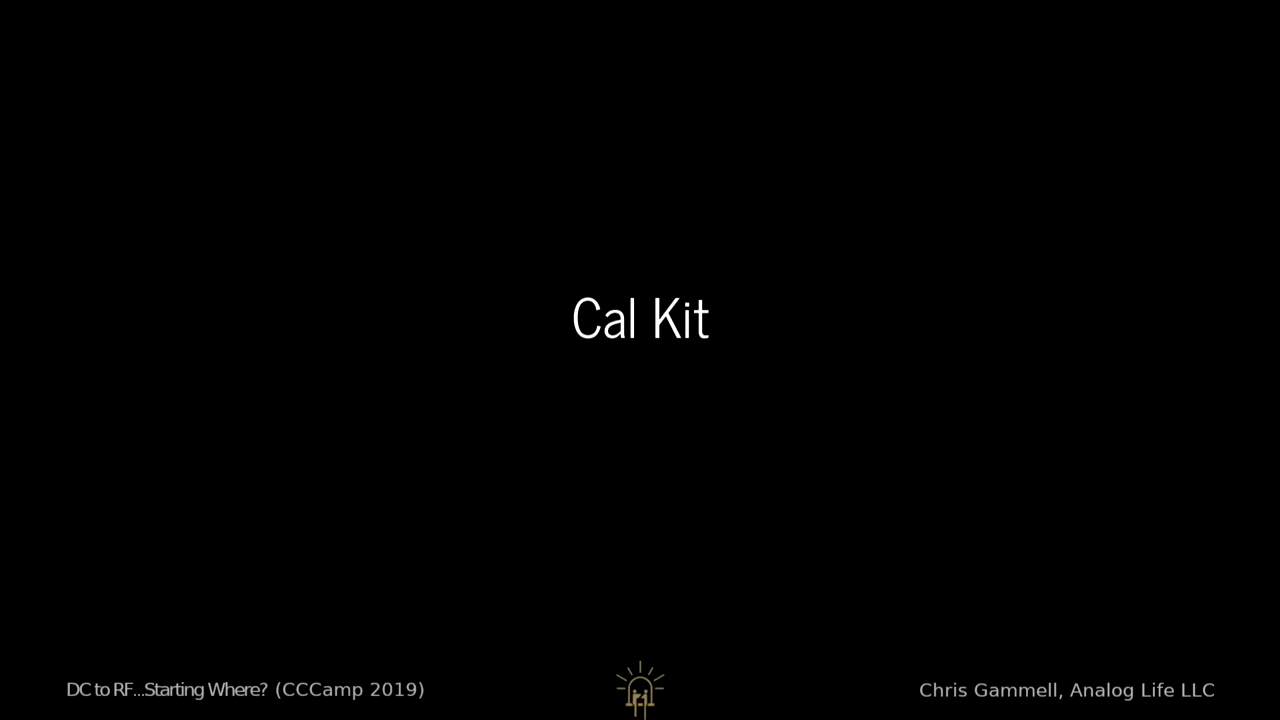 Cal Kit
DC to RF...Starting Where? (CCCamp 2019)
Chris Gammell, Analog Life LLC